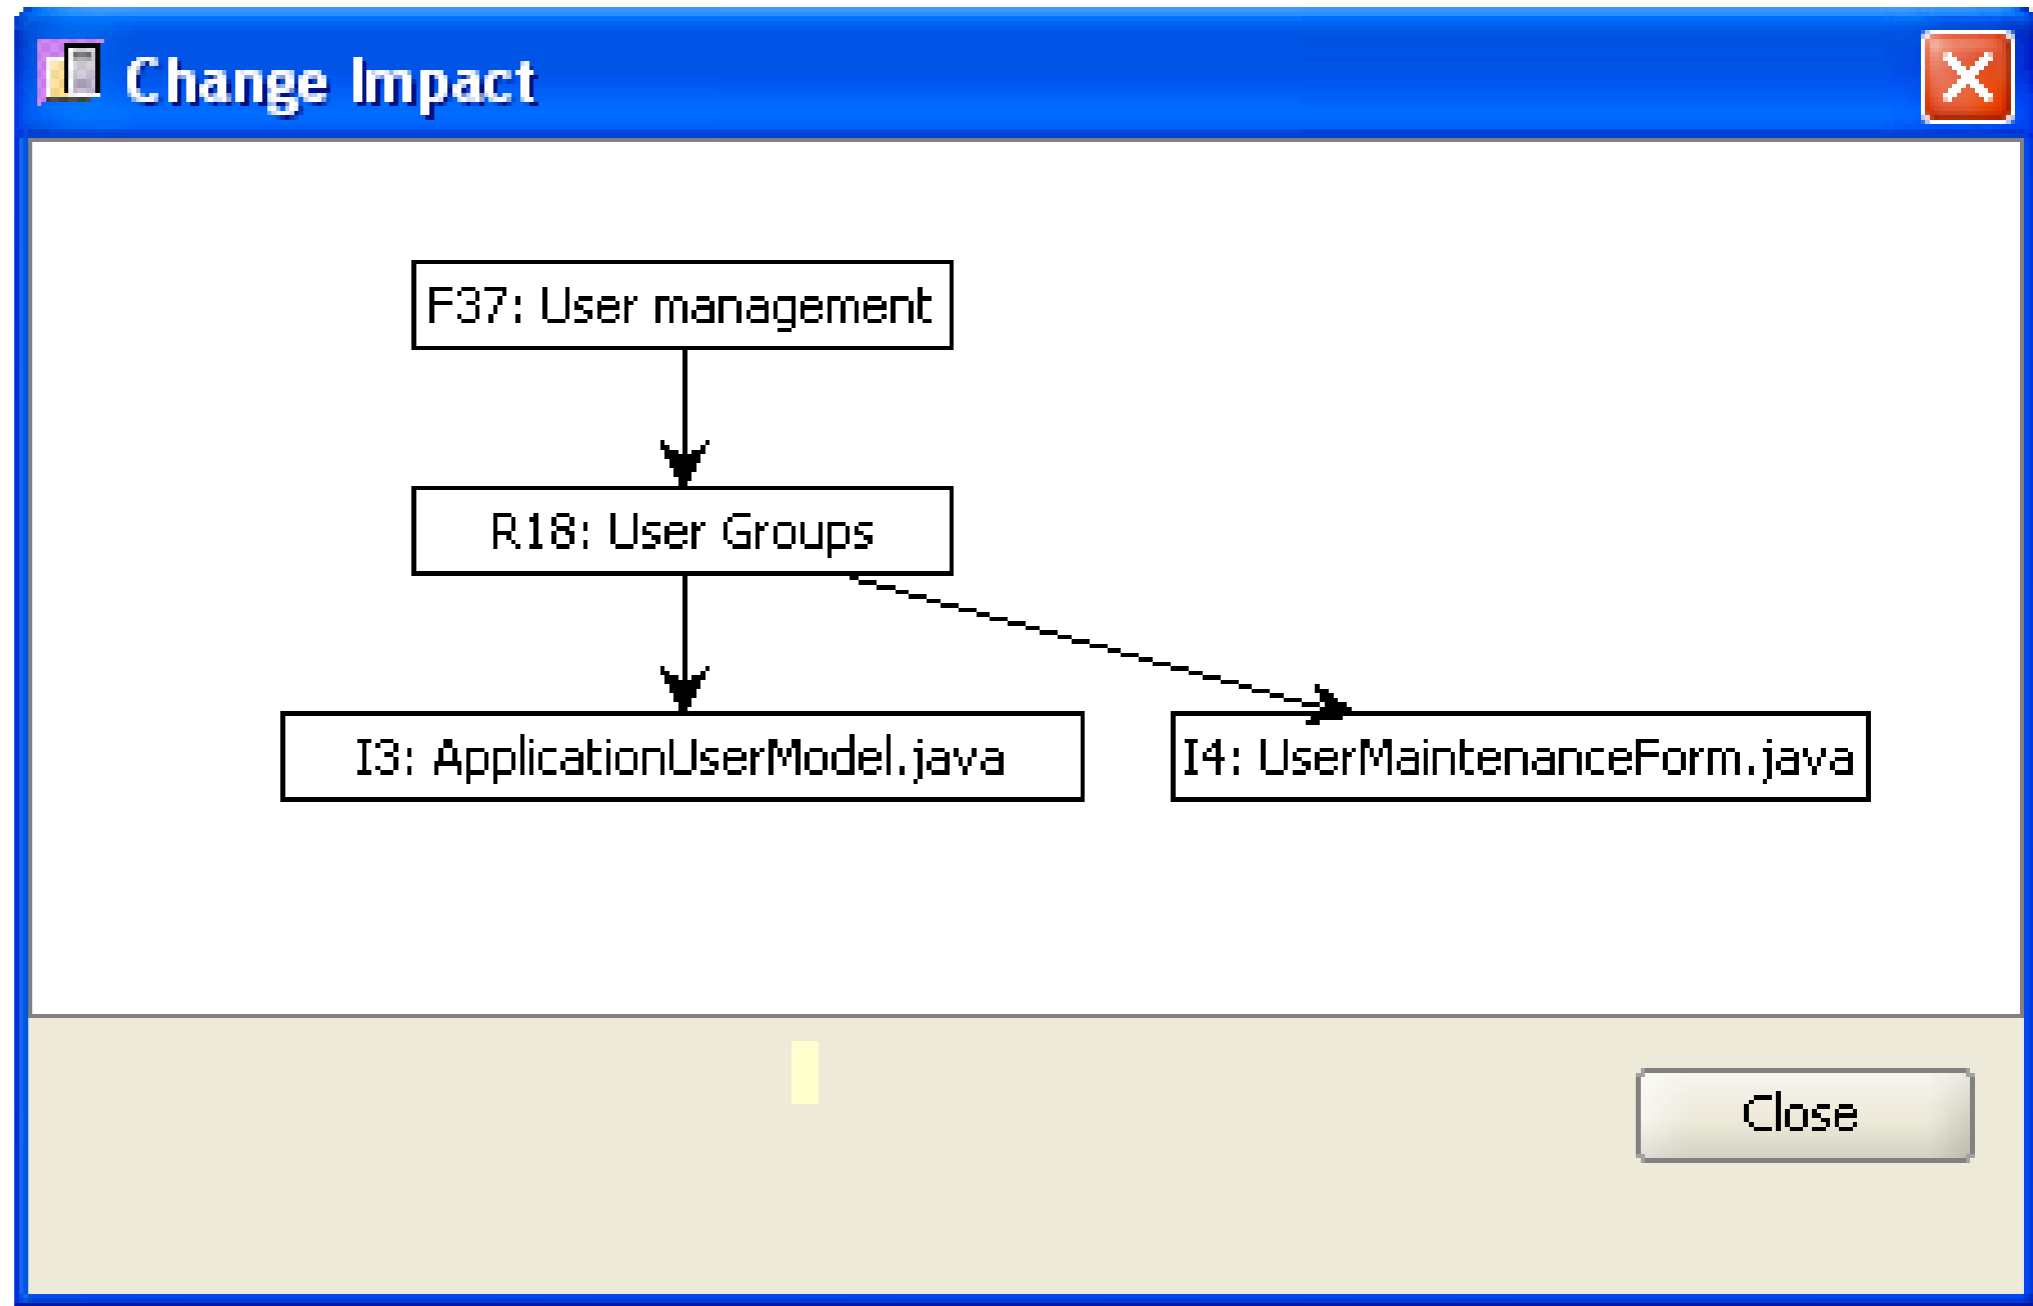 Change Impact
F37: User management
R18: User Groups
I3: ApplicationUserModel.java
I4: UserMaintenanceForm.java
Close